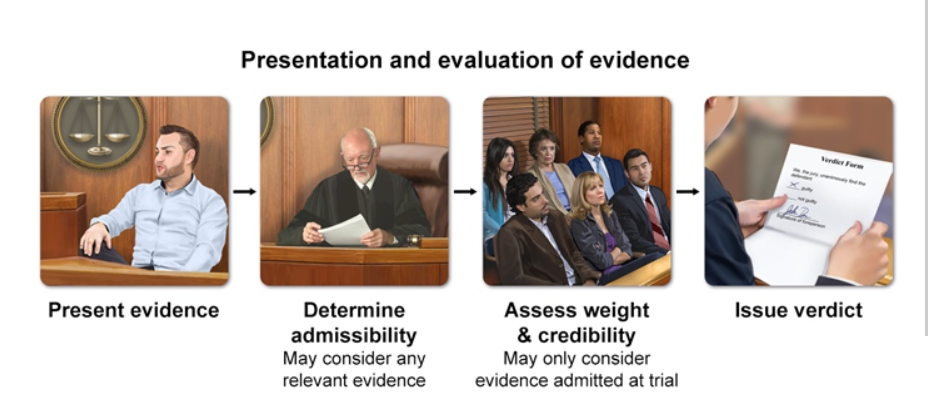 Presentation and evaluation of evidence
Present evidence
Determine
admissibility
May consider any
relevant evidence
Assess weight
& credibility
May only consider
evidence admitted at trial
Issue verdict
Verdict Form
We, the jury, unanimously find the
defendant
guilty
not guilty
Signature of foreperson